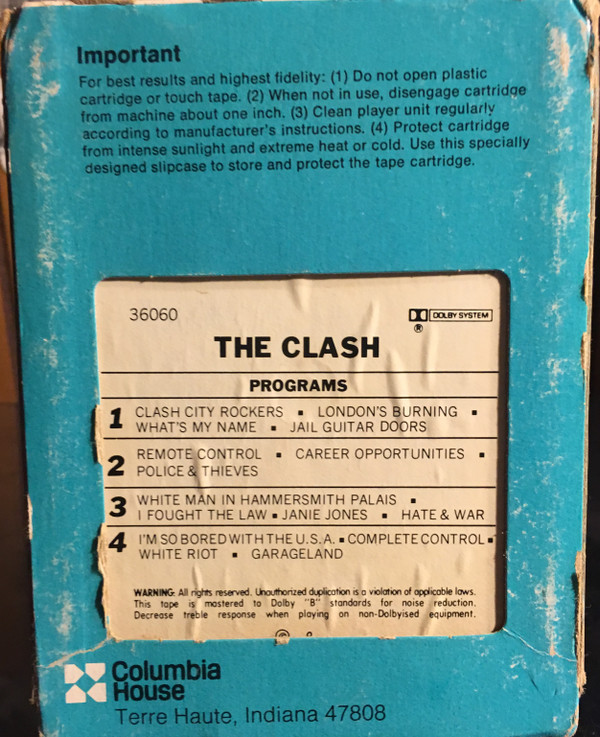 Important
For best results and highest fidelity: (1) Do not open plastic
cartridge or touch tape. (2) When not in use, disengage cartridge
from machine about one inch. (3) Clean player unit regularly
according to manufacturer's instructions. (4) Protect cartridge
from intense sunlight and extreme heat or cold. Use this specially
designed slipcase to store and protect the tape cartridge.
36060
DOLBY SYSTEM
®
THE CLASH
PROGRAMS
1 CLASH CITY ROCKERS ▪ LONDON'S BURNING ▪
WHAT'S MY NAME ▪ JAIL GUITAR DOORS
2 REMOTE CONTROL ▪ CAREER OPPORTUNITIES ▪
POLICE & THIEVES
3 WHITE MAN IN HAMMERSMITH PALAIS ▪
I FOUGHT THE LAW ▪ JANIE JONES ▪ HATE & WAR
4 I'M SO BORED WITH THE U.S.A. ▪ COMPLETE CONTROL ▪
WHITE RIOT ▪ GARAGELAND
WARNING: All rights reserved. Unauthorized duplication is a violation of applicable laws.
This tape is mastered to Dolby "B" standards for noise reduction.
Decrease treble response when playing on non-Dolbyised equipment.
Columbia
House
Terre Haute, Indiana 47808